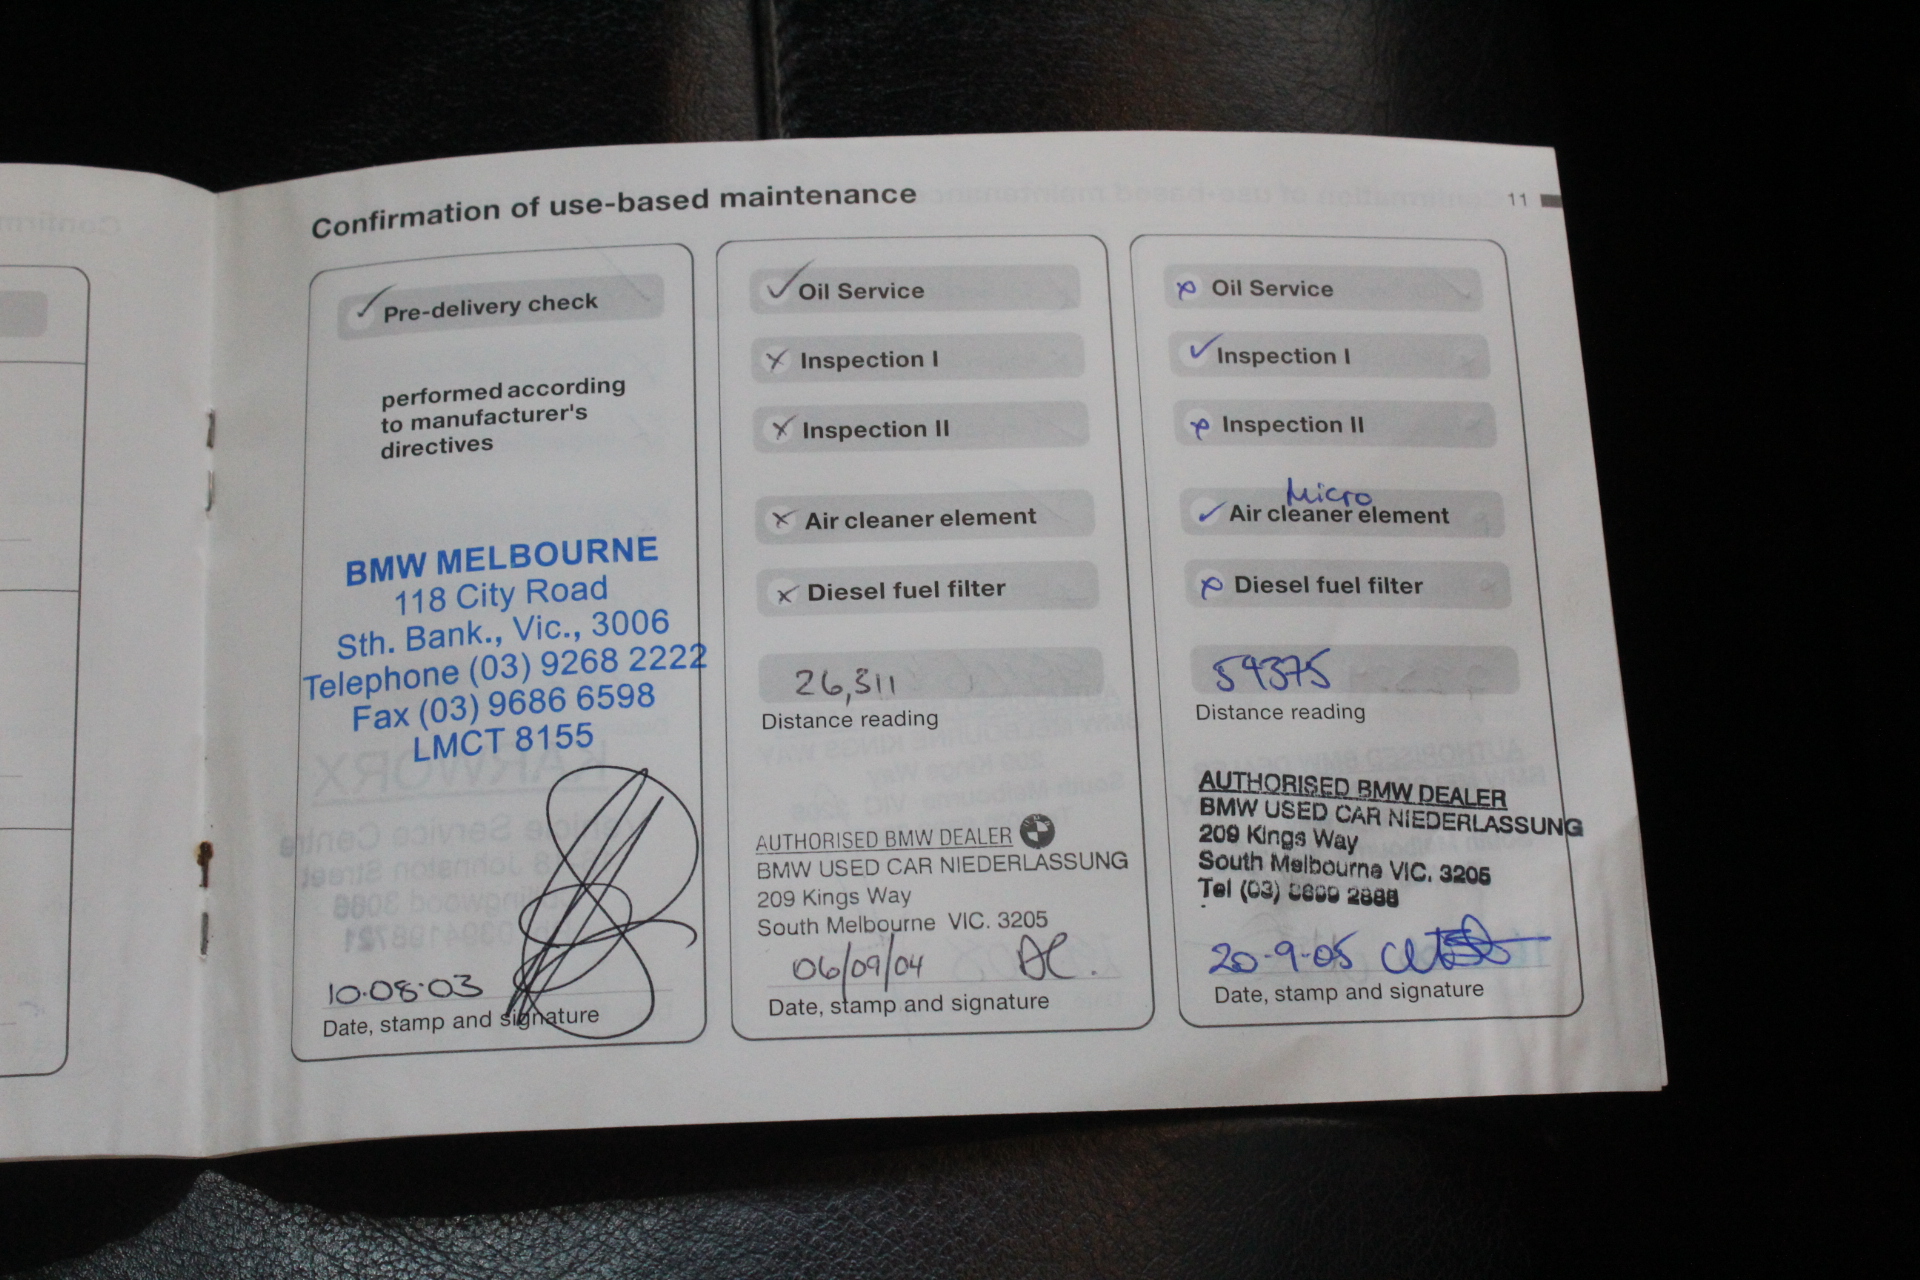 Confirmation of use-based maintenance
11
Pre-delivery check
performed according
to manufacturer's
directives
BMW MELBOURNE
118 City Road
Sth. Bank., Vic., 3006
Telephone (03) 9268 2222
Fax (03) 9686 6598
LMCT 8155
10.08.03
Date, stamp and signature
Oil Service
Inspection I
Inspection II
Air cleaner element
Diesel fuel filter
26,311
Distance reading
AUTHORISED BMW DEALER
BMW USED CAR NIEDERLASSUNG
209 Kings Way
South Melbourne VIC. 3205
06/09/04
Date, stamp and signature
Oil Service
Inspection I
Inspection II
Micro
Air cleaner element
Diesel fuel filter
59375
Distance reading
AUTHORISED BMW DEALER
BMW USED CAR NIEDERLASSUNG
209 Kings Way
South Melbourne VIC. 3205
Tel (03)
20-9-05
Date, stamp and signature